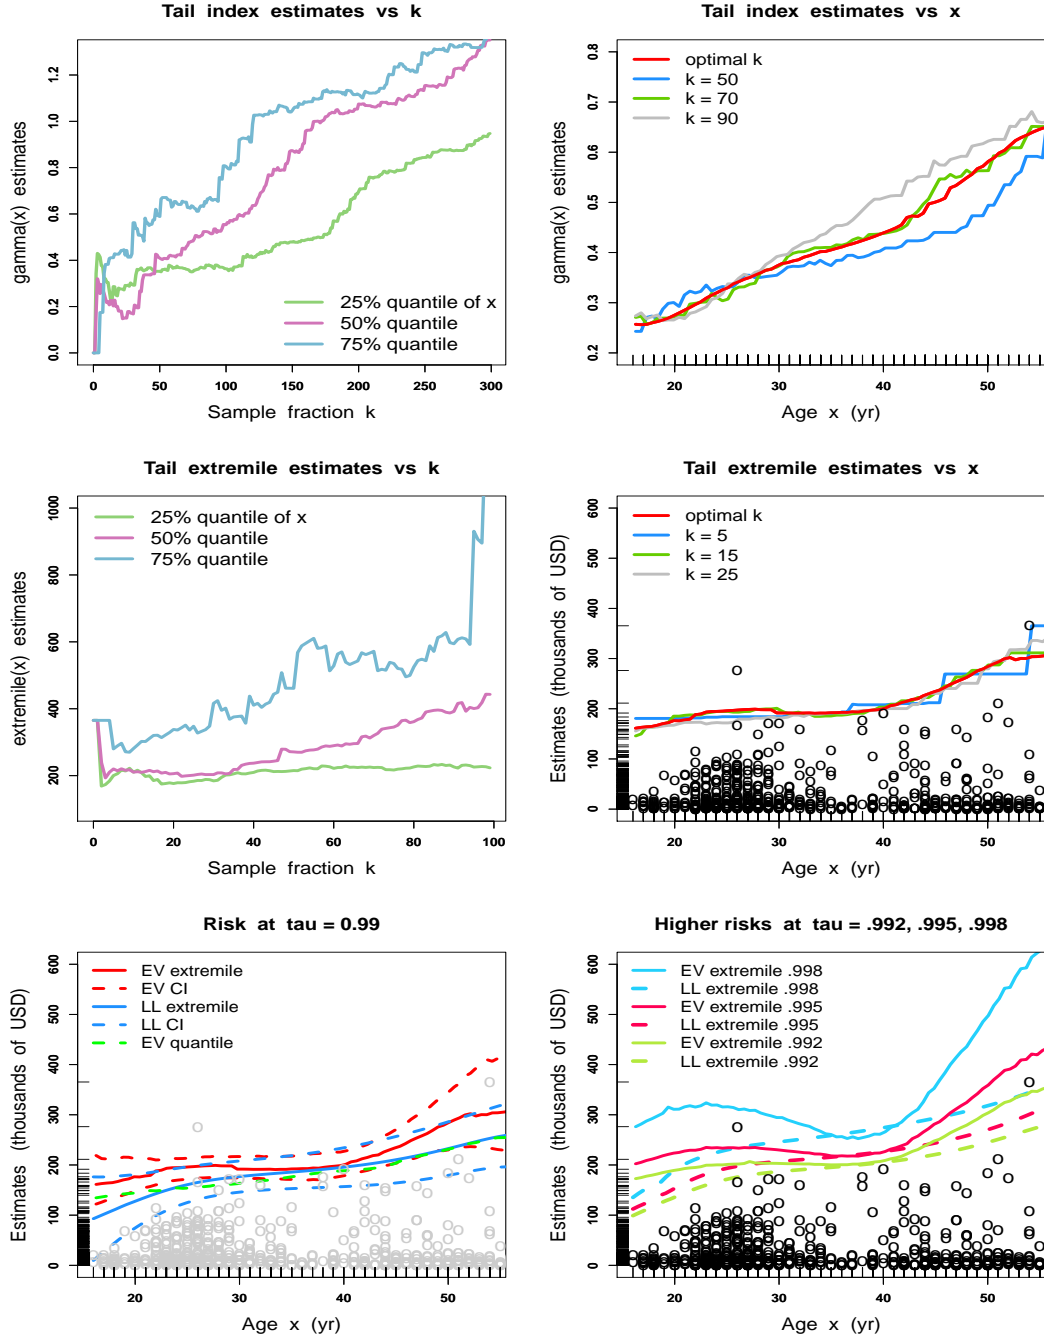 Tail index estimates vs k
gamma(x) estimates
0.0 0.2 0.4 0.6 0.8 1.0 1.2
25% quantile of x
50% quantile
75% quantile
0 50 100 150 200 250 300
Sample fraction k
Tail index estimates vs x
gamma(x) estimates
0.2 0.3 0.4 0.5 0.6 0.7 0.8
optimal k
k = 50
k = 70
k = 90
20 30 40 50
Age x (yr)
Tail extremile estimates vs k
extremile(x) estimates
200 400 600 800 1000
25% quantile of x
50% quantile
75% quantile
0 20 40 60 80 100
Sample fraction k
Tail extremile estimates vs x
Estimates (thousands of USD)
0 100 200 300 400 500 600
optimal k
k = 5
k = 15
k = 25
20 30 40 50
Age x (yr)
Risk at tau = 0.99
Estimates (thousands of USD)
0 100 200 300 400 500 600
EV extremile
EV CI
LL extremile
LL CI
EV quantile
20 30 40 50
Age x (yr)
Higher risks at tau = .992, .995, .998
Estimates (thousands of USD)
0 100 200 300 400 500 600
EV extremile .998
LL extremile .998
EV extremile .995
LL extremile .995
EV extremile .992
LL extremile .992
20 30 40 50
Age x (yr)